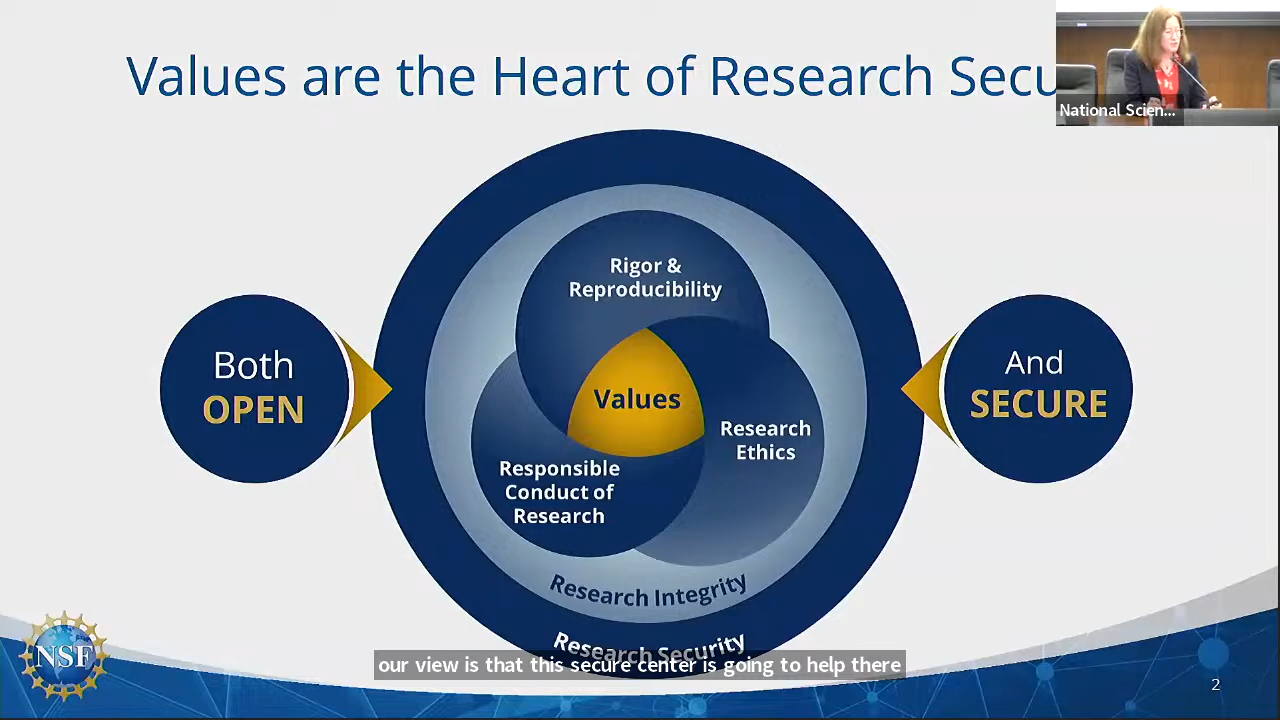 Values are the Heart of Research Secu
National Scien...
Rigor &
Reproducibility
Both
OPEN
Values
And
SECURE
Research
Ethics
Responsible
Conduct of
Research
Research Integrity
Research Security
our view is that this secure center is going to help there
NSF
2